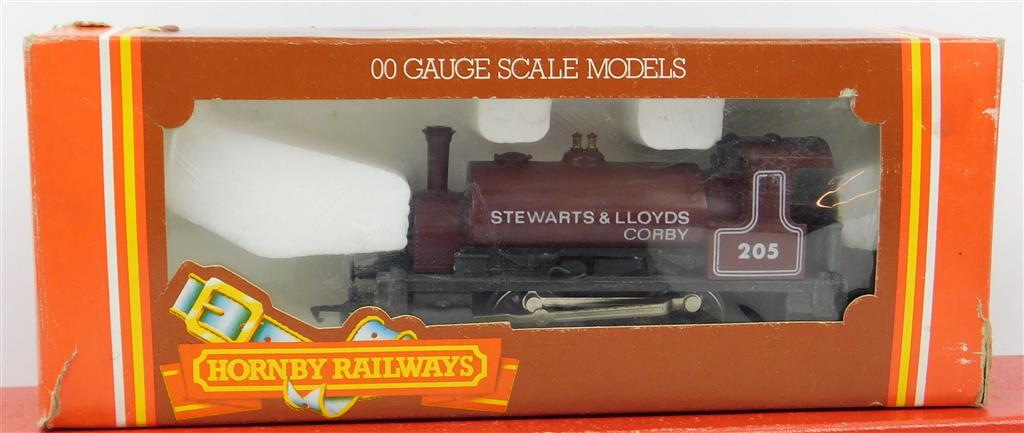 00 GAUGE SCALE MODELS
STEWARTS & LLOYDS
CORBY
205
HORNBY RAILWAYS